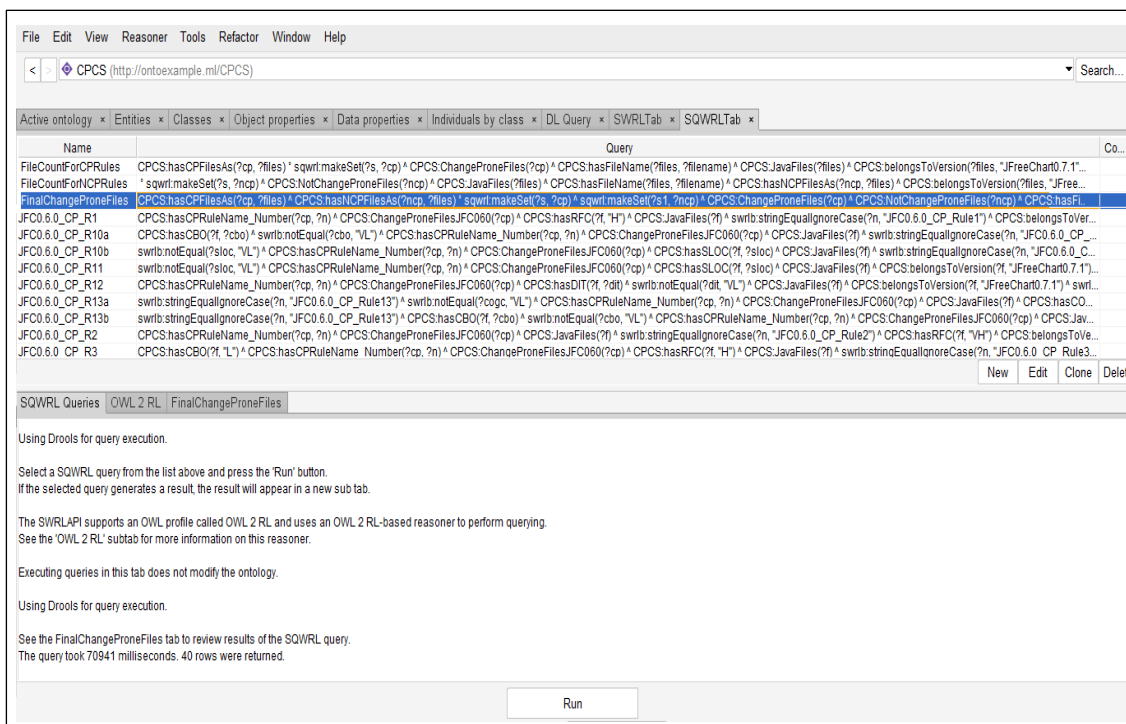 File Edit View Reasoner Tools Refactor Window Help
< > CPCS (http://ontoexample.ml/CPCS) Search...
Active ontology × Entities × Classes × Object properties × Data properties × Individuals by class × DL Query × SWRLTab × SQWRLTab ×
Name Query Co...
FileCountForCPRules CPCS:hasCPFilesAs(?cp, ?files) ° sqwrl:makeSet(?s, ?cp) ^ CPCS:ChangeProneFiles(?cp) ^ CPCS:hasFileName(?files, ?filename) ^ CPCS:JavaFiles(?files) ^ CPCS:belongsToVersion(?files, "JFreeChart0.7.1"...
FileCountForNCPRules ° sqwrl:makeSet(?s, ?ncp) ^ CPCS:NotChangeProneFiles(?ncp) ^ CPCS:JavaFiles(?files) ^ CPCS:hasFileName(?files, ?filename) ^ CPCS:hasNCPFilesAs(?ncp, ?files) ^ CPCS:belongsToVersion(?files, "JFree...
FinalChangeProneFiles CPCS:hasCPFilesAs(?cp, ?files) ^ CPCS:hasNCPFilesAs(?ncp, ?files) ° sqwrl:makeSet(?s, ?cp) ^ sqwrl:makeSet(?s1, ?ncp) ^ CPCS:ChangeProneFiles(?cp) ^ CPCS:NotChangeProneFiles(?ncp) ^ CPCS:hasFi...
JFC0.6.0_CP_R1 CPCS:hasCPRuleName_Number(?cp, ?n) ^ CPCS:ChangeProneFilesJFC060(?cp) ^ CPCS:hasRFC(?f, "H") ^ CPCS:JavaFiles(?f) ^ swrlb:stringEqualIgnoreCase(?n, "JFC0.6.0_CP_Rule1") ^ CPCS:belongsToVer...
JFC0.6.0_CP_R10a CPCS:hasCBO(?f, ?cbo) ^ swrlb:notEqual(?cbo, "VL") ^ CPCS:hasCPRuleName_Number(?cp, ?n) ^ CPCS:ChangeProneFilesJFC060(?cp) ^ CPCS:JavaFiles(?f) ^ swrlb:stringEqualIgnoreCase(?n, "JFC0.6.0_CP_...
JFC0.6.0_CP_R10b swrlb:notEqual(?sloc, "VL") ^ CPCS:hasCPRuleName_Number(?cp, ?n) ^ CPCS:ChangeProneFilesJFC060(?cp) ^ CPCS:hasSLOC(?f, ?sloc) ^ CPCS:JavaFiles(?f) ^ swrlb:stringEqualIgnoreCase(?n, "JFC0.6.0_C...
JFC0.6.0_CP_R11 swrlb:notEqual(?sloc, "VL") ^ CPCS:hasCPRuleName_Number(?cp, ?n) ^ CPCS:ChangeProneFilesJFC060(?cp) ^ CPCS:hasSLOC(?f, ?sloc) ^ CPCS:JavaFiles(?f) ^ CPCS:belongsToVersion(?f, "JFreeChart0.7.1")...
JFC0.6.0_CP_R12 CPCS:hasCPRuleName_Number(?cp, ?n) ^ CPCS:ChangeProneFilesJFC060(?cp) ^ CPCS:hasDIT(?f, ?dit) ^ swrlb:notEqual(?dit, "VL") ^ CPCS:JavaFiles(?f) ^ CPCS:belongsToVersion(?f, "JFreeChart0.7.1") ^ swrl...
JFC0.6.0_CP_R13a swrlb:stringEqualIgnoreCase(?n, "JFC0.6.0_CP_Rule13") ^ swrlb:notEqual(?cogc, "VL") ^ CPCS:hasCPRuleName_Number(?cp, ?n) ^ CPCS:ChangeProneFilesJFC060(?cp) ^ CPCS:JavaFiles(?f) ^ CPCS:hasCO...
JFC0.6.0_CP_R13b swrlb:stringEqualIgnoreCase(?n, "JFC0.6.0_CP_Rule13") ^ CPCS:hasCBO(?f, ?cbo) ^ swrlb:notEqual(?cbo, "VL") ^ CPCS:hasCPRuleName_Number(?cp, ?n) ^ CPCS:ChangeProneFilesJFC060(?cp) ^ CPCS:Jav...
JFC0.6.0_CP_R2 CPCS:hasCPRuleName_Number(?cp, ?n) ^ CPCS:ChangeProneFilesJFC060(?cp) ^ CPCS:JavaFiles(?f) ^ swrlb:stringEqualIgnoreCase(?n, "JFC0.6.0_CP_Rule2") ^ CPCS:hasRFC(?f, "VH") ^ CPCS:belongsToVe...
JFC0.6.0_CP_R3 CPCS:hasCBO(?f, "L") ^ CPCS:hasCPRuleName_Number(?cp, ?n) ^ CPCS:ChangeProneFilesJFC060(?cp) ^ CPCS:hasRFC(?f, "H") ^ CPCS:JavaFiles(?f) ^ swrlb:stringEqualIgnoreCase(?n, "JFC0.6.0_CP_Rule3...
New Edit Clone Delet
SQWRL Queries OWL 2 RL FinalChangeProneFiles
Using Drools for query execution.
Select a SQWRL query from the list above and press the 'Run' button.
If the selected query generates a result, the result will appear in a new sub tab.
The SWRLAPI supports an OWL profile called OWL 2 RL and uses an OWL 2 RL-based reasoner to perform querying.
See the 'OWL 2 RL' subtab for more information on this reasoner.
Executing queries in this tab does not modify the ontology.
Using Drools for query execution.
See the FinalChangeProneFiles tab to review results of the SQWRL query.
The query took 70941 milliseconds. 40 rows were returned.
Run